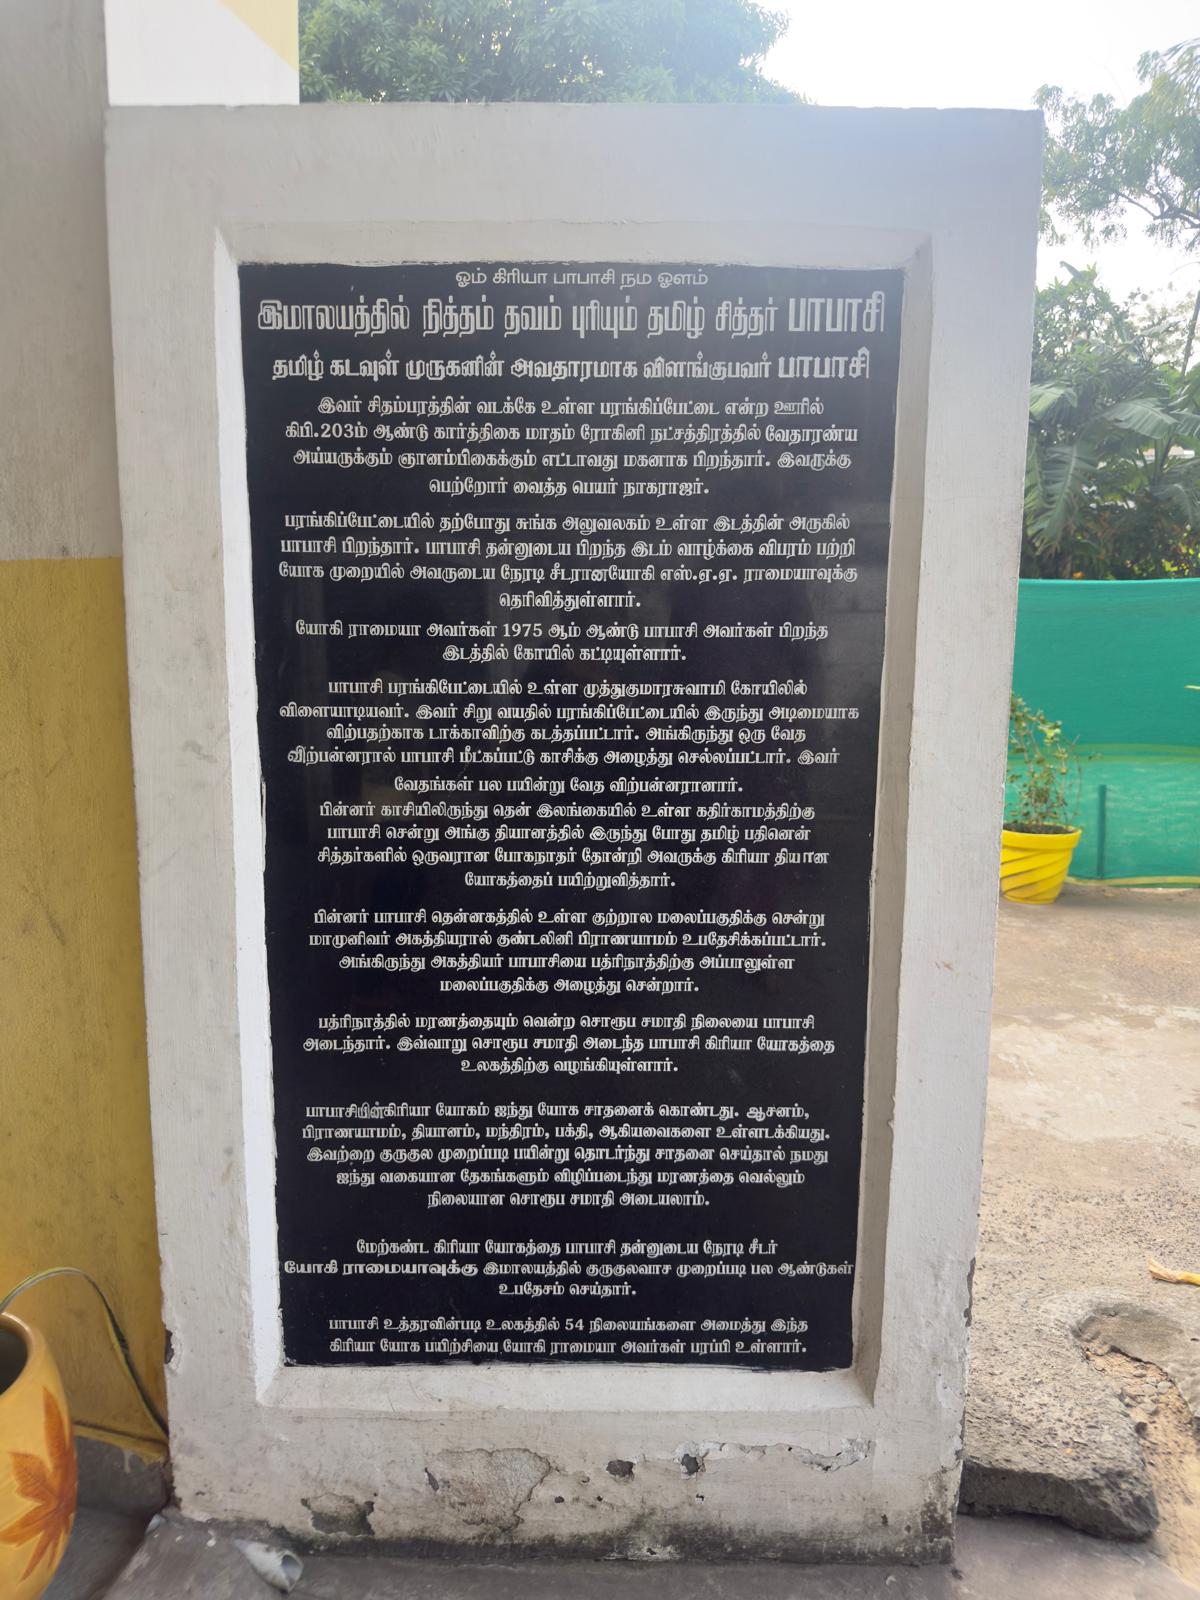 ஓம் கிரியா பாபாசி நம ஓளம்
இமாலயத்தில் நித்தம் தவம் புரியும் தமிழ் சித்தர் பாபாசி
தமிழ் கடவுள் முருகனின் அவதாரமாக விளங்குபவர் பாபாசி
இவர் சிதம்பரத்தின் வடக்கே உள்ள பரங்கிப்பேட்டை என்ற ஊரில்
கிபி.203ம் ஆண்டு கார்த்திகை மாதம் ரோகினி நட்சத்திரத்தில் வேதாரண்ய
அய்யருக்கும் ஞானம்பிகைக்கும் எட்டாவது மகனாக பிறந்தார். இவருக்கு
பெற்றோர் வைத்த பெயர் நாகராஜர்.
பரங்கிப்பேட்டையில் தற்போது சுங்க அலுவலகம் உள்ள இடத்தின் அருகில்
பாபாசி பிறந்தார். பாபாசி தன்னுடைய பிறந்த இடம் வாழ்க்கை விபரம் பற்றி
யோக முறையில் அவருடைய நேரடி சீடரானயோகி எஸ்.ஏ.ஏ. ராமையாவுக்கு
தெரிவித்துள்ளார்.
யோகி ராமையா அவர்கள் 1975 ஆம் ஆண்டு பாபாசி அவர்கள் பிறந்த
இடத்தில் கோயில் கட்டியுள்ளார்.
பாபாசி பரங்கிபேட்டையில் உள்ள முத்துகுமாரசுவாமி கோயிலில்
விளையாடியவர். இவர் சிறு வயதில் பரங்கிப்பேட்டையில் இருந்து அடிமையாக
விற்பதற்காக டாக்காவிற்கு கடத்தப்பட்டார். அங்கிருந்து ஒரு வேத
விற்பன்னரால் பாபாசி மீட்கப்பட்டு காசிக்கு அழைத்து செல்லப்பட்டார். இவர்
வேதங்கள் பல பயின்று வேத விற்பன்னரானார்.
பின்னர் காசியிலிருந்து தென் இலங்கையில் உள்ள கதிர்காமத்திற்கு
பாபாசி சென்று அங்கு தியானத்தில் இருந்து போது தமிழ் பதினென்
சித்தர்களில் ஒருவரான போகநாதர் தோன்றி அவருக்கு கிரியா தியான
யோகத்தைப் பயிற்றுவித்தார்.
பின்னர் பாபாசி தென்னகத்தில் உள்ள குற்றால மலைப்பகுதிக்கு சென்று
மாமுனிவர் அகத்தியரால் குண்டலினி பிராணயாமம் உபதேசிக்கப்பட்டார்.
அங்கிருந்து அகத்தியர் பாபாசியை பத்ரிநாத்திற்கு அப்பாலுள்ள
மலைப்பகுதிக்கு அழைத்து சென்றார்.
பத்ரிநாத்தில் மரணத்தையும் வென்ற சொரூப சமாதி நிலையை பாபாசி
அடைந்தார். இவ்வாறு சொரூப சமாதி அடைந்த பாபாசி கிரியா யோகத்தை
உலகத்திற்கு வழங்கியுள்ளார்.
பாபாசியின்கிரியா யோகம் ஐந்து யோக சாதனைக் கொண்டது. ஆசனம்,
பிராணயாமம், தியானம், மந்திரம், பக்தி, ஆகியவைகளை உள்ளடக்கியது.
இவற்றை குருகுல முறைப்படி பயின்று தொடர்ந்து சாதனை செய்தால் நமது
ஐந்து வகையான தேகங்களும் விழிப்படைந்து மரணத்தை வெல்லும்
நிலையான சொரூப சமாதி அடையலாம்.
மேற்கண்ட கிரியா யோகத்தை பாபாசி தன்னுடைய நேரடி சீடர்
யோகி ராமையாவுக்கு இமாலயத்தில் குருகுலவாச முறைப்படி பல ஆண்டுகள்
உபதேசம் செய்தார்.
பாபாசி உத்தரவின்படி உலகத்தில் 54 நிலையங்களை அமைத்து இந்த
கிரியா யோக பயிற்சியை யோகி ராமையா அவர்கள் பரப்பி உள்ளார்.